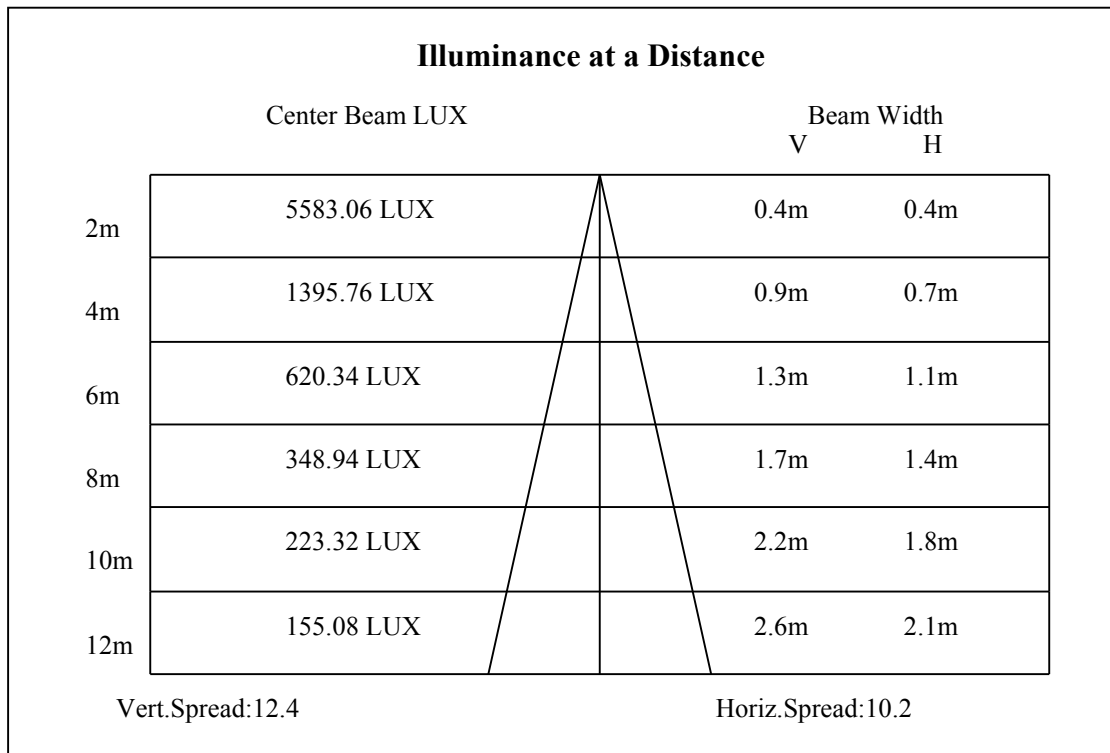 Illuminance at a Distance
Center Beam LUX Beam Width
V H
2m 5583.06 LUX 0.4m 0.4m
4m 1395.76 LUX 0.9m 0.7m
6m 620.34 LUX 1.3m 1.1m
8m 348.94 LUX 1.7m 1.4m
10m 223.32 LUX 2.2m 1.8m
12m 155.08 LUX 2.6m 2.1m
Vert.Spread:12.4 Horiz.Spread:10.2